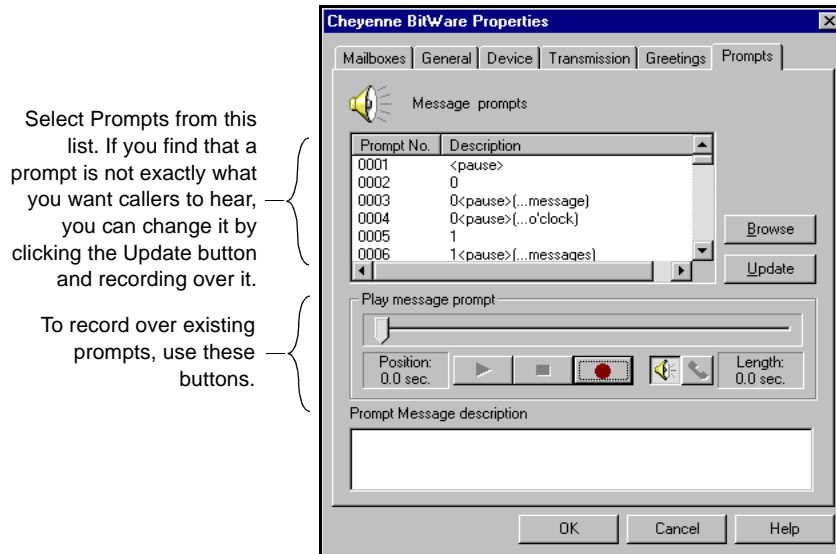 Cheyenne BitWare Properties
Mailboxes General Device Transmission Greetings Prompts
Message prompts
Prompt No. Description
0001 <pause>
0002 0
0003 0<pause>(...message)
0004 0<pause>(...o'clock)
0005 1
0006 1<pause>(...messages)
Browse
Update
Select Prompts from this
list. If you find that a
prompt is not exactly what
you want callers to hear,
you can change it by
clicking the Update button
and recording over it.
Play message prompt
Position:
0.0 sec.
Length:
0.0 sec.
To record over existing
prompts, use these
buttons.
Prompt Message description
OK Cancel Help